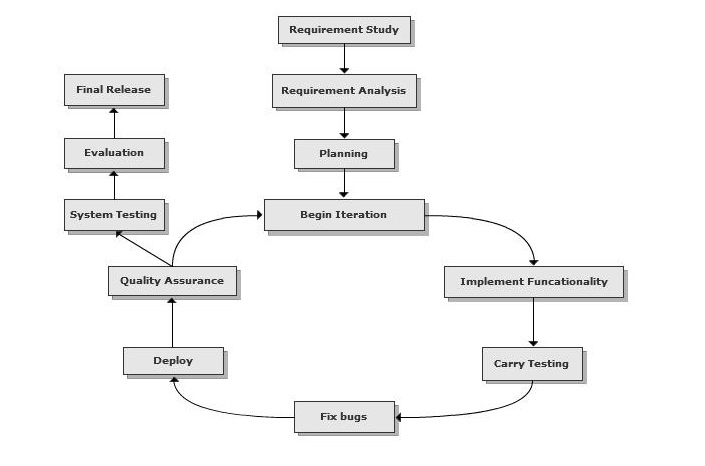 Requirement Study
Final Release
Requirement Analysis
Evaluation
Planning
System Testing
Begin Iteration
Quality Assurance
Implement Funcationality
Deploy
Carry Testing
Fix bugs